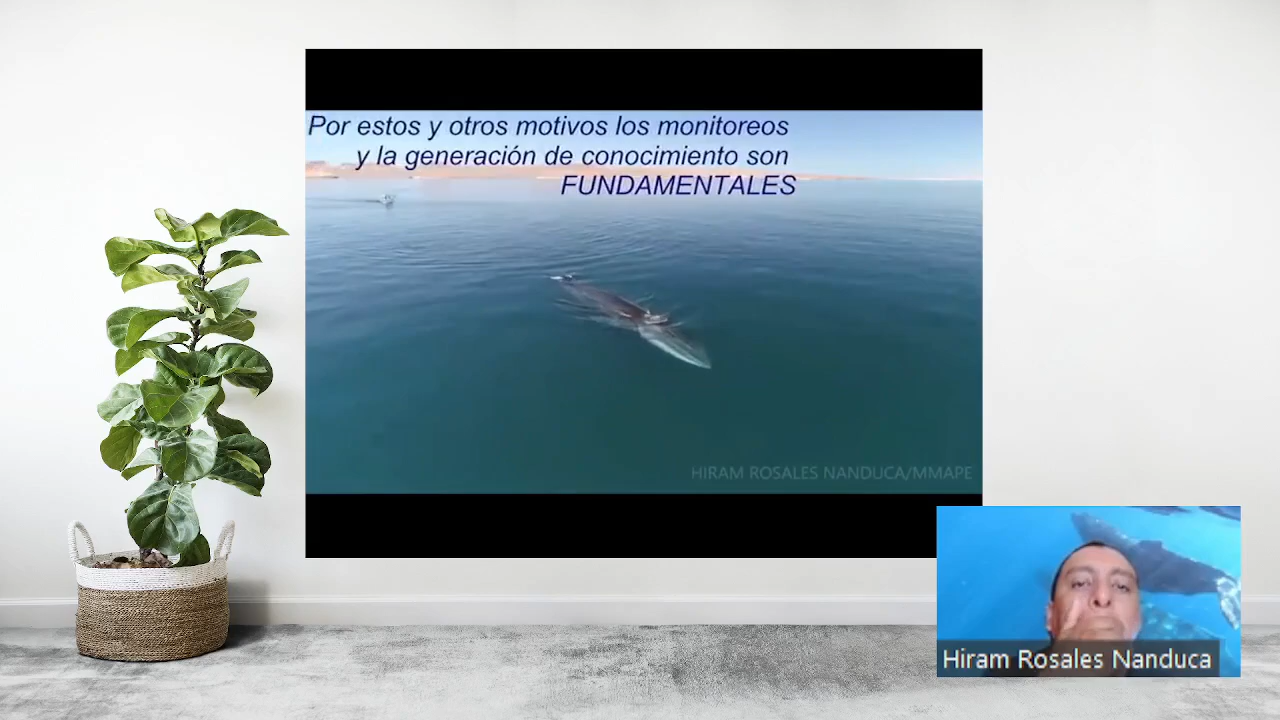 Por estos y otros motivos los monitoreos
y la generación de conocimiento son
FUNDAMENTALES
HIRAM ROSALES NANDUCA/MMAPE
Hiram Rosales Nanduca